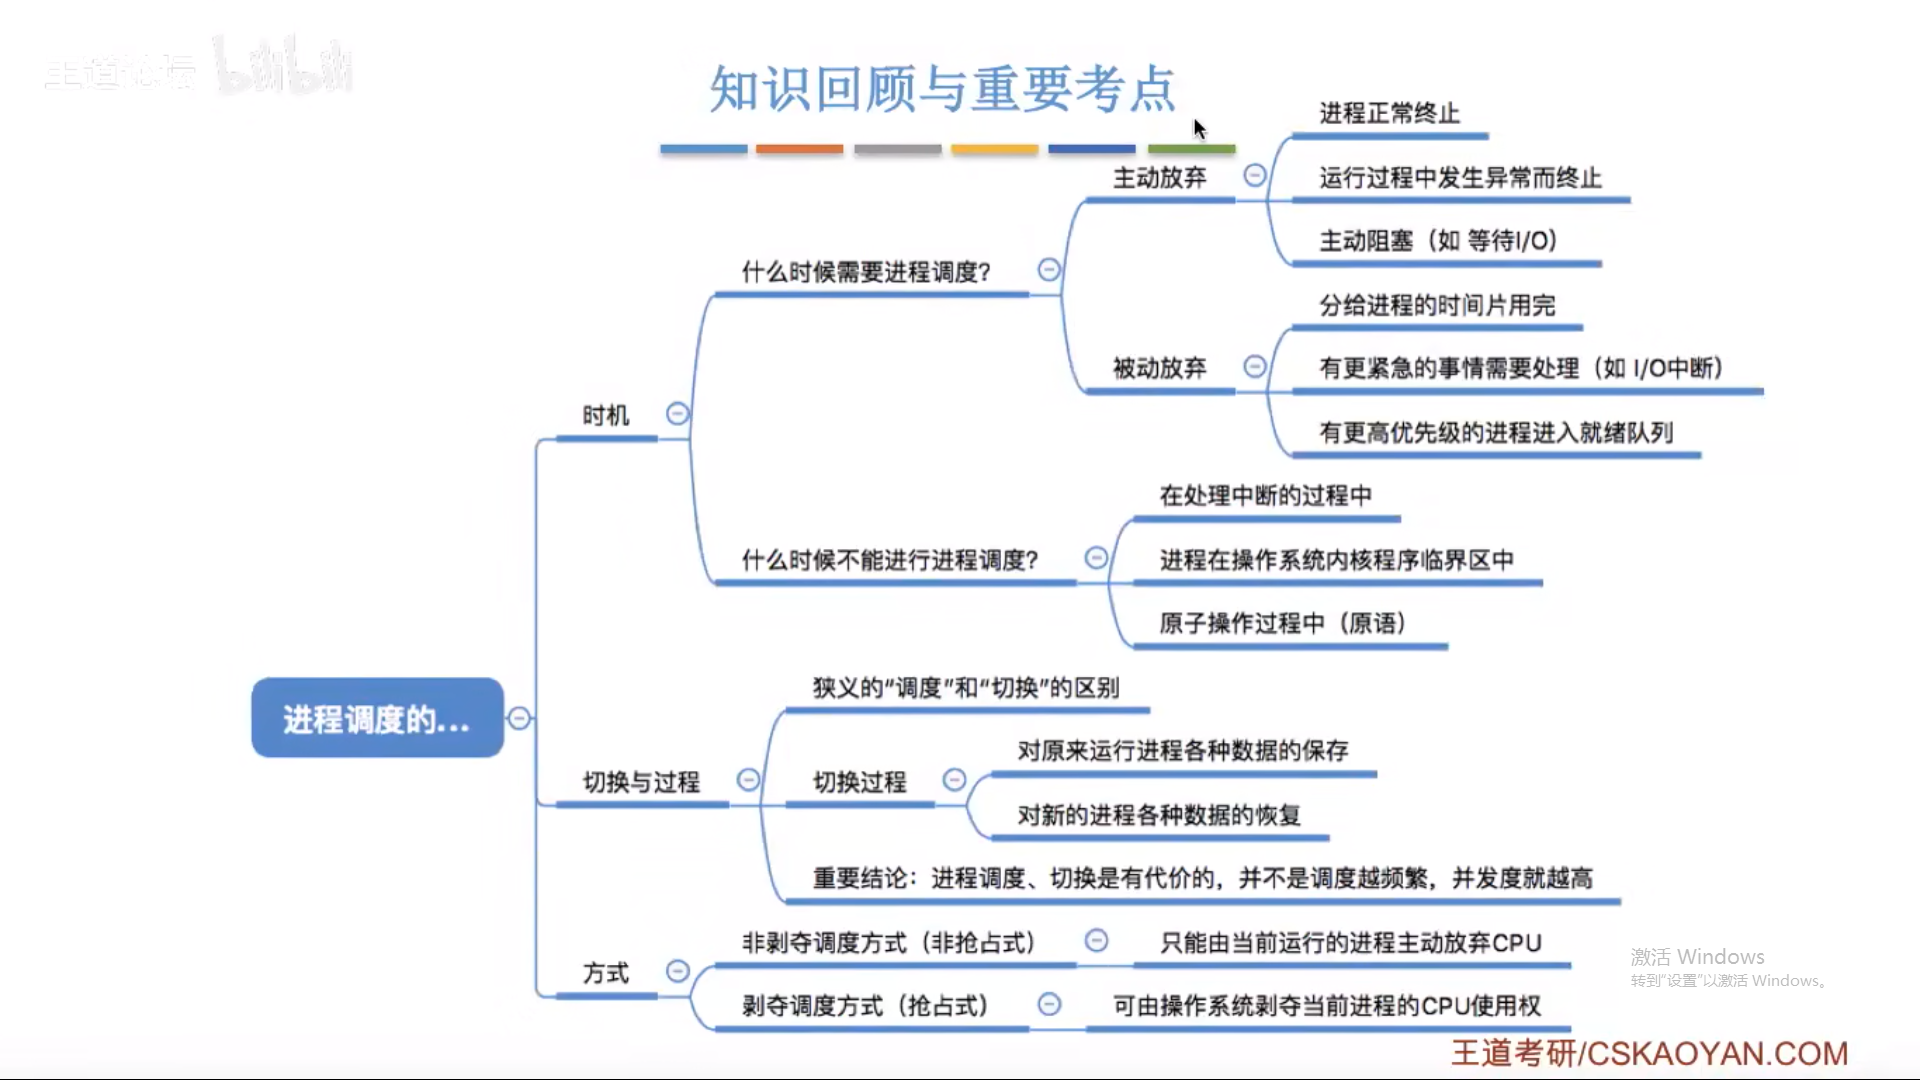 王道论坛 bilibili
知识回顾与重要考点
进程正常终止
主动放弃
运行过程中发生异常而终止
主动阻塞（如 等待I/O）
什么时候需要进程调度？
分给进程的时间片用完
被动放弃
有更紧急的事情需要处理（如 I/O中断）
有更高优先级的进程进入就绪队列
时机
在处理中断的过程中
什么时候不能进行进程调度？
进程在操作系统内核程序临界区中
原子操作过程中（原语）
进程调度的...
狭义的“调度”和“切换”的区别
切换与过程
切换过程
对原来运行进程各种数据的保存
对新的进程各种数据的恢复
重要结论：进程调度、切换是有代价的，并不是调度越频繁，并发度就越高
方式
非剥夺调度方式（非抢占式）
只能由当前运行的进程主动放弃CPU
剥夺调度方式（抢占式）
可由操作系统剥夺当前进程的CPU使用权
激活 Windows
转到“设置”以激活 Windows。
王道考研/CSKAOYAN.COM